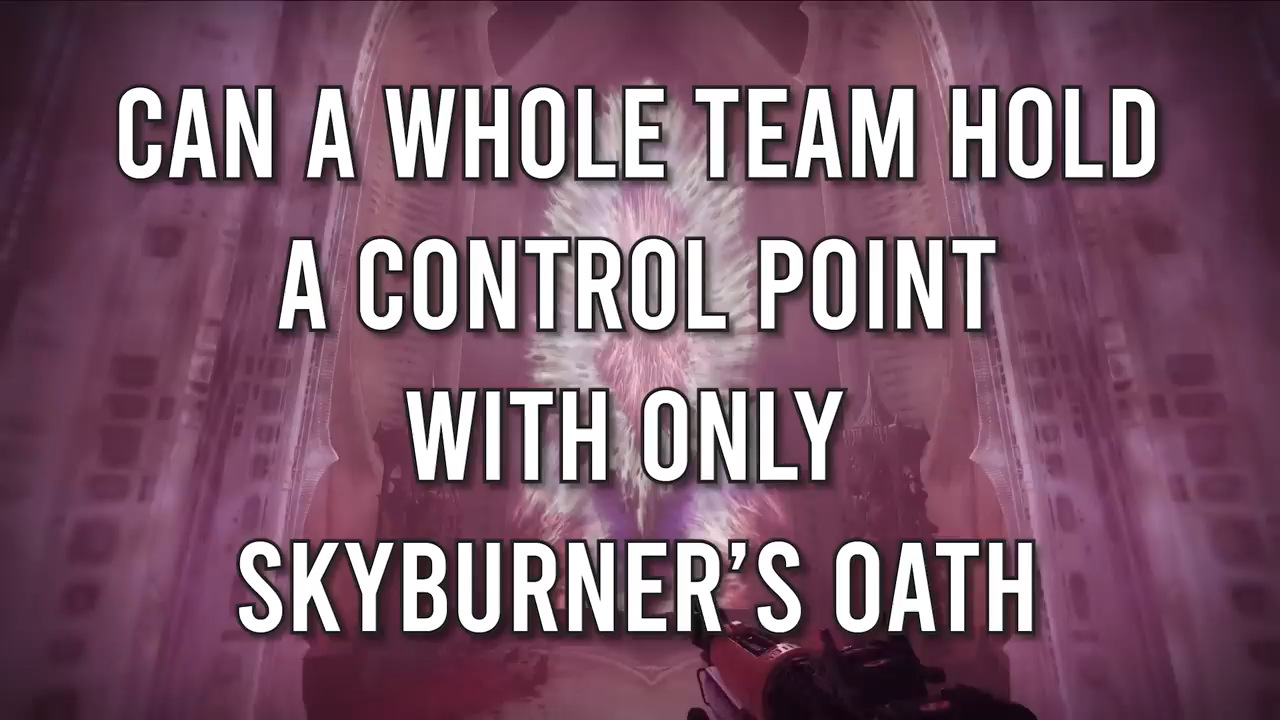 CAN A WHOLE TEAM HOLD
A CONTROL POINT
WITH ONLY
SKYBURNER'S OATH